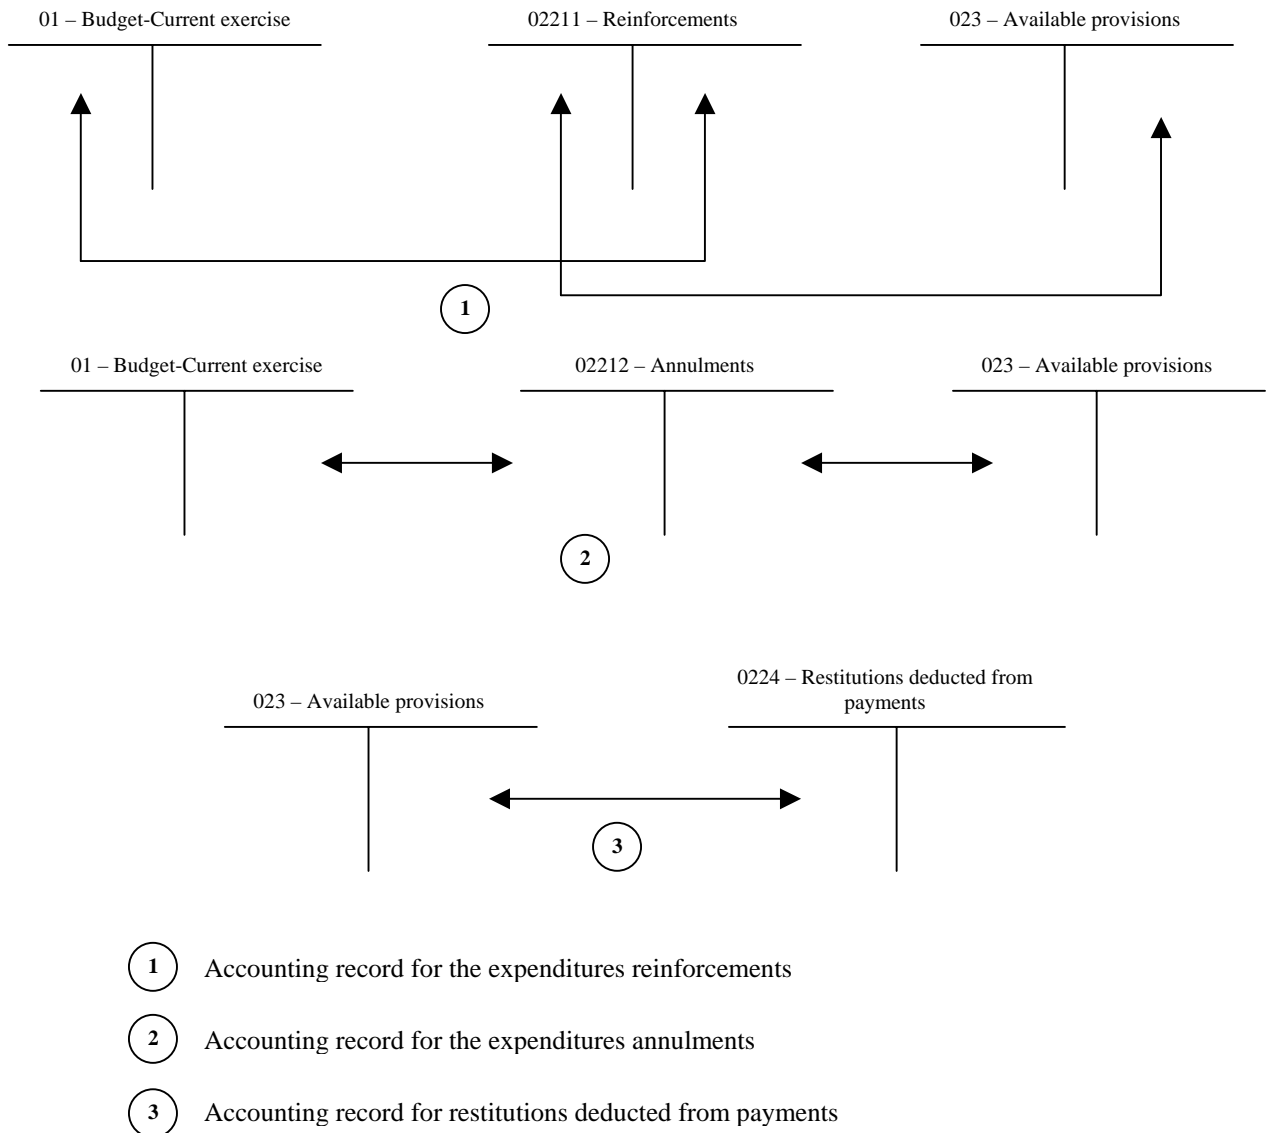 01 – Budget-Current exercise
02211 – Reinforcements
023 – Available provisions
1
01 – Budget-Current exercise
02212 – Annulments
023 – Available provisions
2
023 – Available provisions
0224 – Restitutions deducted from
payments
3
1 Accounting record for the expenditures reinforcements
2 Accounting record for the expenditures annulments
3 Accounting record for restitutions deducted from payments